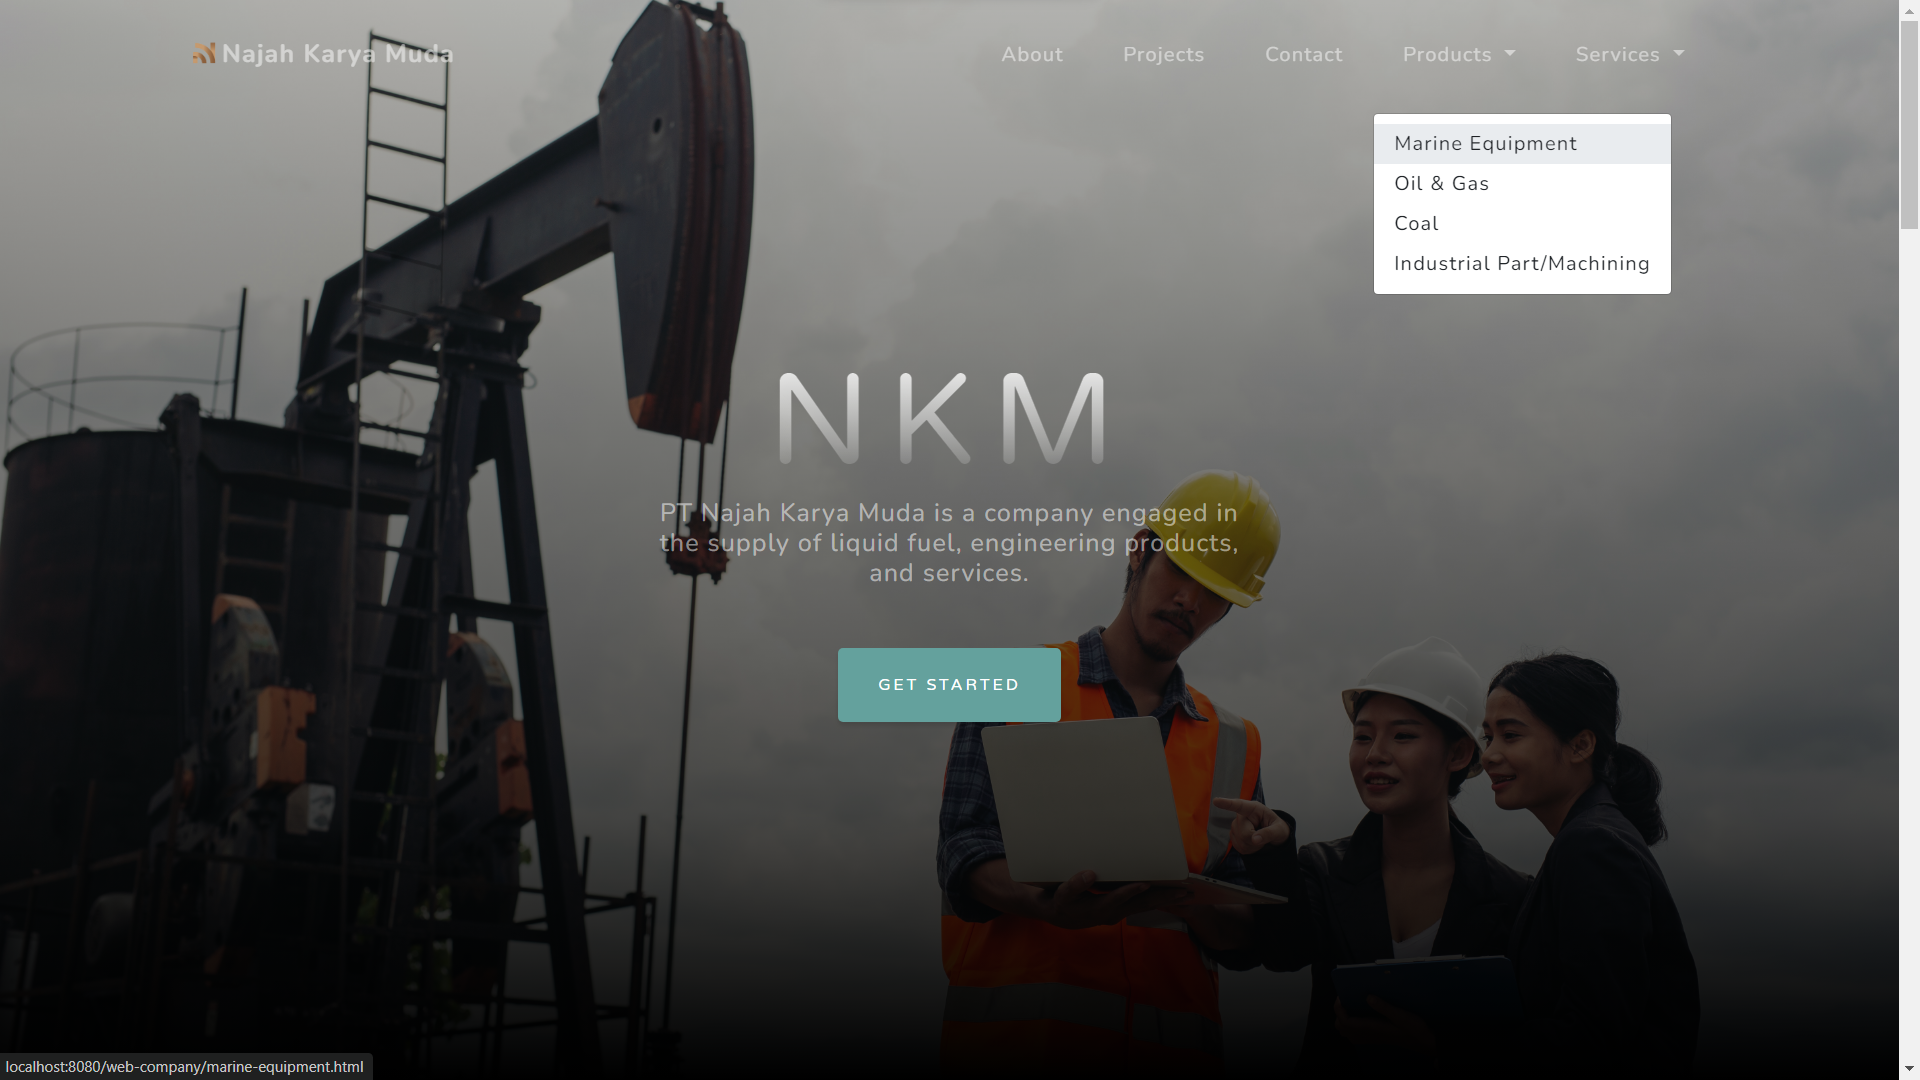 Najah Karya Muda
About
Projects
Contact
Products
Services
Marine Equipment
Oil & Gas
Coal
Industrial Part/Machining
NKM
PT Najah Karya Muda is a company engaged in
the supply of liquid fuel, engineering products,
and services.
GET STARTED
localhost:8080/web-company/marine-equipment.html